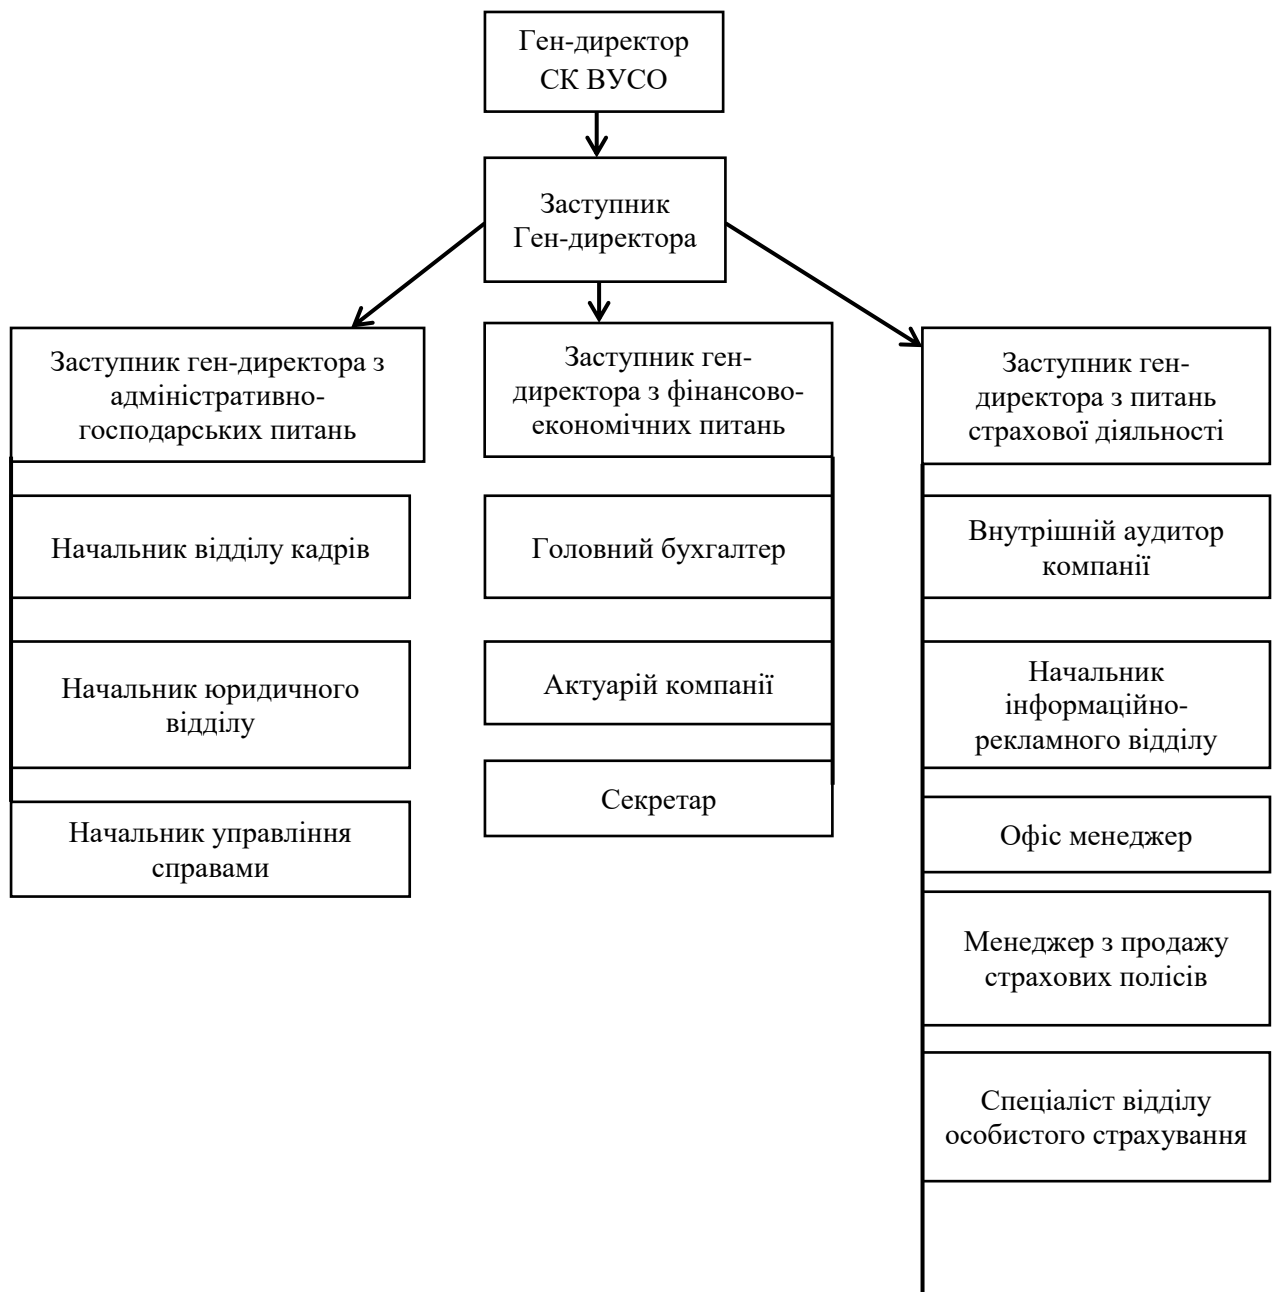 Ген-директор
СК ВУСО
Заступник
Ген-директора
Заступник ген-директора з
адміністративно-
господарських питань
Заступник ген-
директора з фінансово-
економічних питань
Заступник ген-
директора з питань
страхової діяльності
Начальник відділу кадрів
Головний бухгалтер
Внутрішній аудитор
компанії
Начальник юридичного
відділу
Актуарій компанії
Начальник
інформаційно-
рекламного відділу
Начальник управління
справами
Секретар
Офіс менеджер
Менеджер з продажу
страхових полісів
Спеціаліст відділу
особистого страхування